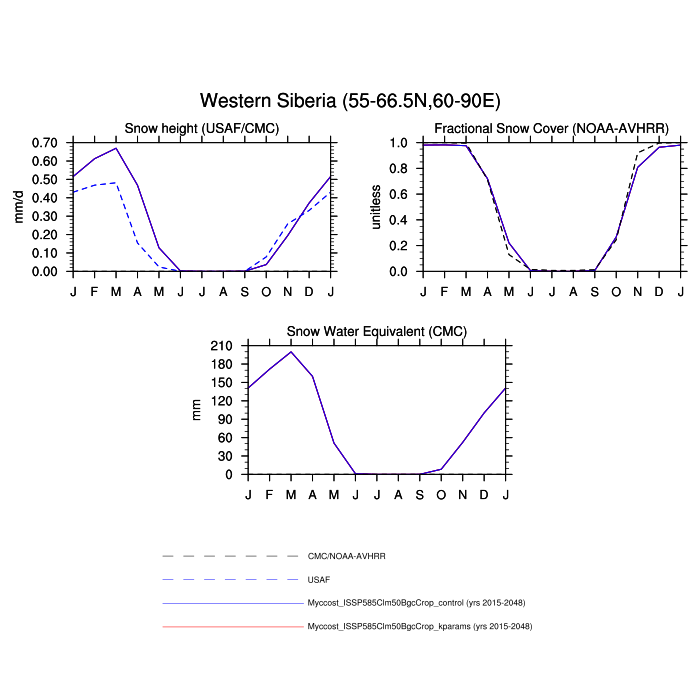 Western Siberia (55-66.5N,60-90E)
Snow height (USAF/CMC)
mm/d
0.70
0.60
0.50
0.40
0.30
0.20
0.10
0.00
J F M A M J J A S O N D J
Fractional Snow Cover (NOAA-AVHRR)
unitless
1.0
0.8
0.6
0.4
0.2
0.0
J F M A M J J A S O N D J
Snow Water Equivalent (CMC)
mm
210
180
150
120
90
60
30
0
J F M A M J J A S O N D J
CMC/NOAA-AVHRR
USAF
Myccost_ISSP585Clm50BgcCrop_control (yrs 2015-2048)
Myccost_ISSP585Clm50BgcCrop_kparams (yrs 2015-2048)